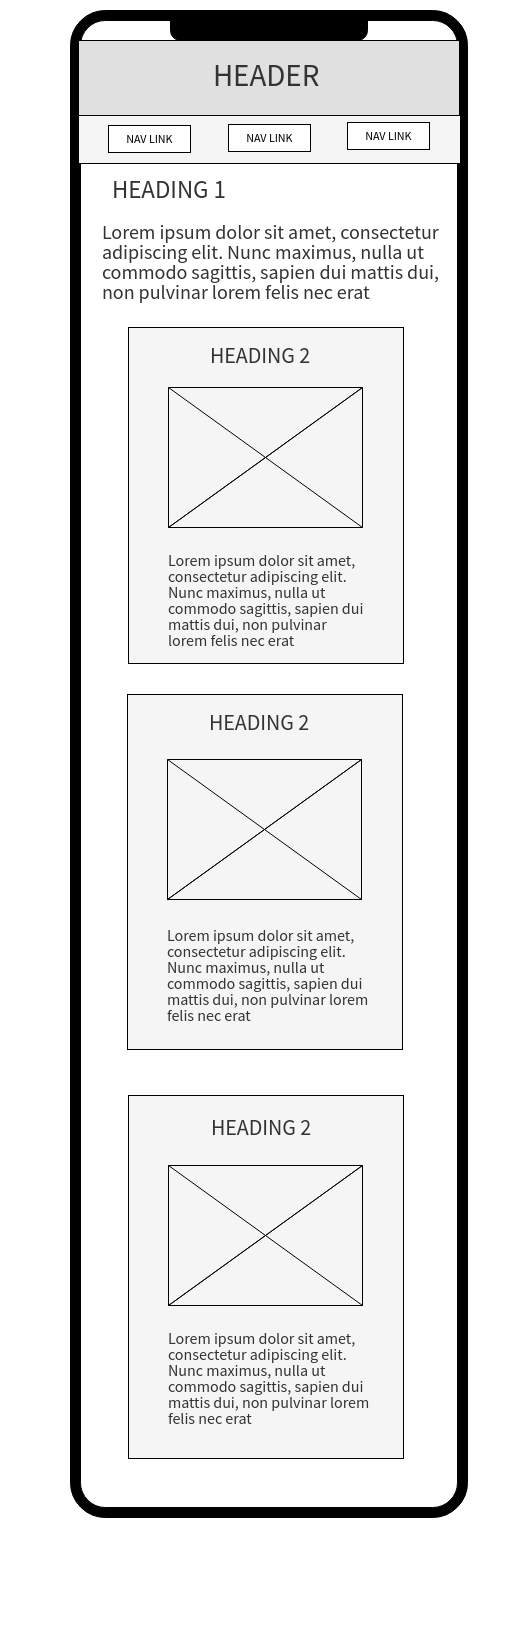 HEADER
NAV LINK NAV LINK NAV LINK
HEADING 1
Lorem ipsum dolor sit amet, consectetur
adipiscing elit. Nunc maximus, nulla ut
commodo sagittis, sapien dui mattis dui,
non pulvinar lorem felis nec erat
HEADING 2
Lorem ipsum dolor sit amet,
consectetur adipiscing elit.
Nunc maximus, nulla ut
commodo sagittis, sapien dui
mattis dui, non pulvinar
lorem felis nec erat
HEADING 2
Lorem ipsum dolor sit amet,
consectetur adipiscing elit.
Nunc maximus, nulla ut
commodo sagittis, sapien dui
mattis dui, non pulvinar lorem
felis nec erat
HEADING 2
Lorem ipsum dolor sit amet,
consectetur adipiscing elit.
Nunc maximus, nulla ut
commodo sagittis, sapien dui
mattis dui, non pulvinar lorem
felis nec erat